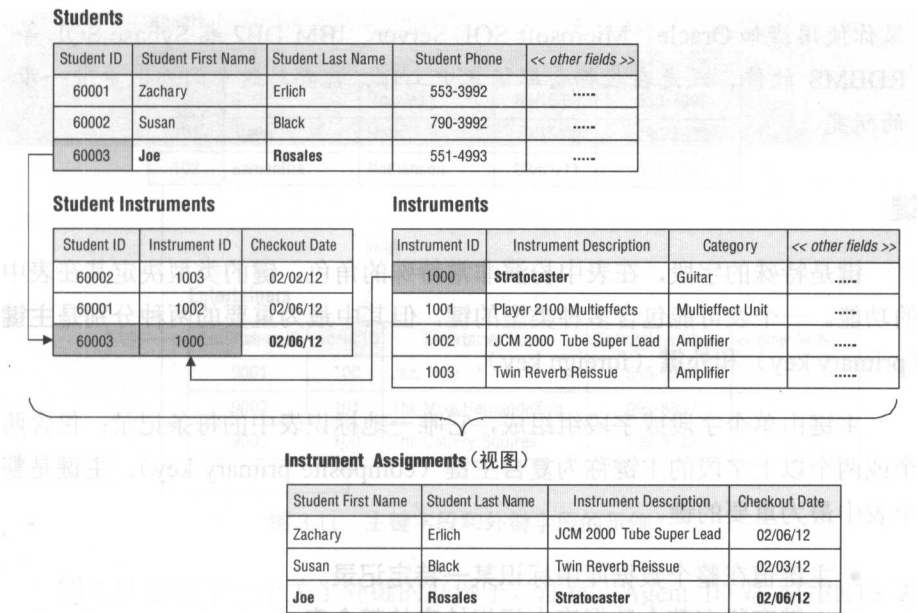 Students
Student ID Student First Name Student Last Name Student Phone << other fields >>
60001 Zachary Erlich 553-3992 ......
60002 Susan Black 790-3992 ......
60003 Joe Rosales 551-4993 ......
Student Instruments
Student ID Instrument ID Checkout Date
60002 1003 02/02/12
60001 1002 02/06/12
60003 1000 02/06/12
Instruments
Instrument ID Instrument Description Category << other fields >>
1000 Stratocaster Guitar ......
1001 Player 2100 Multieffects Multieffect Unit ......
1002 JCM 2000 Tube Super Lead Amplifier ......
1003 Twin Reverb Reissue Amplifier ......
Instrument Assignments(视图)
Student First Name Student Last Name Instrument Description Checkout Date
Zachary Erlich JCM 2000 Tube Super Lead 02/06/12
Susan Black Twin Reverb Reissue 02/03/12
Joe Rosales Stratocaster 02/06/12